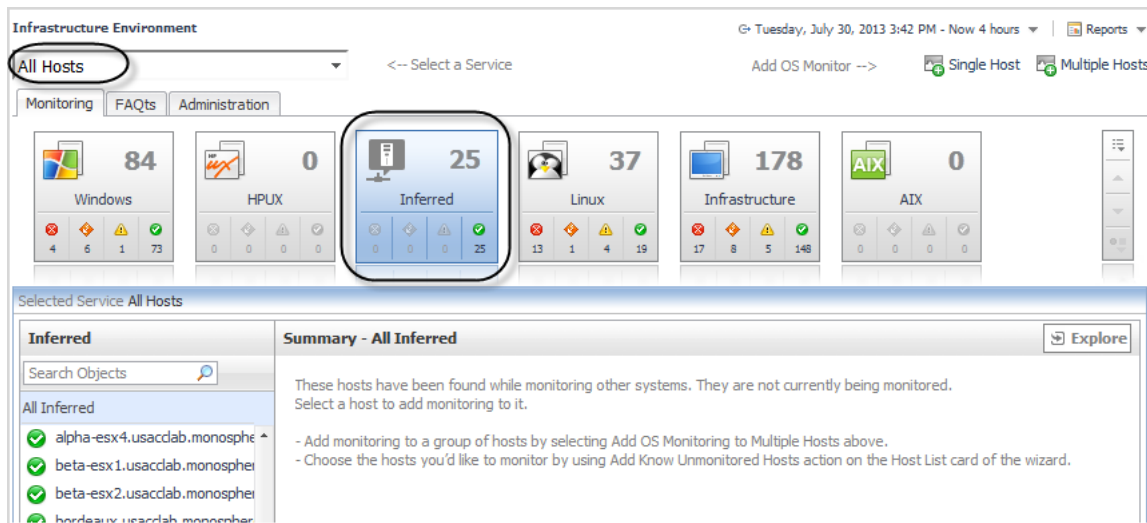 Infrastructure Environment
Tuesday, July 30, 2013 3:42 PM - Now 4 hours
Reports
All Hosts
<-- Select a Service
Add OS Monitor -->
Single Host
Multiple Hosts
Monitoring
FAQts
Administration
84
0
25
37
178
0
Windows
HPUX
Inferred
Linux
Infrastructure
AIX
4 6 1 73
0 0 0 0
0 0 0 25
13 1 4 19
17 8 5 148
0 0 0 0
Selected Service All Hosts
Inferred
Search Objects
All Inferred
alpha-esx4.usacclab.monosphe
beta-esx1.usacclab.monospher
beta-esx2.usacclab.monospher
bordeaux.usacclab.monospher
Summary - All Inferred
Explore
These hosts have been found while monitoring other systems. They are not currently being monitored.
Select a host to add monitoring to it.
- Add monitoring to a group of hosts by selecting Add OS Monitoring to Multiple Hosts above.
- Choose the hosts you'd like to monitor by using Add Know Unmonitored Hosts action on the Host List card of the wizard.